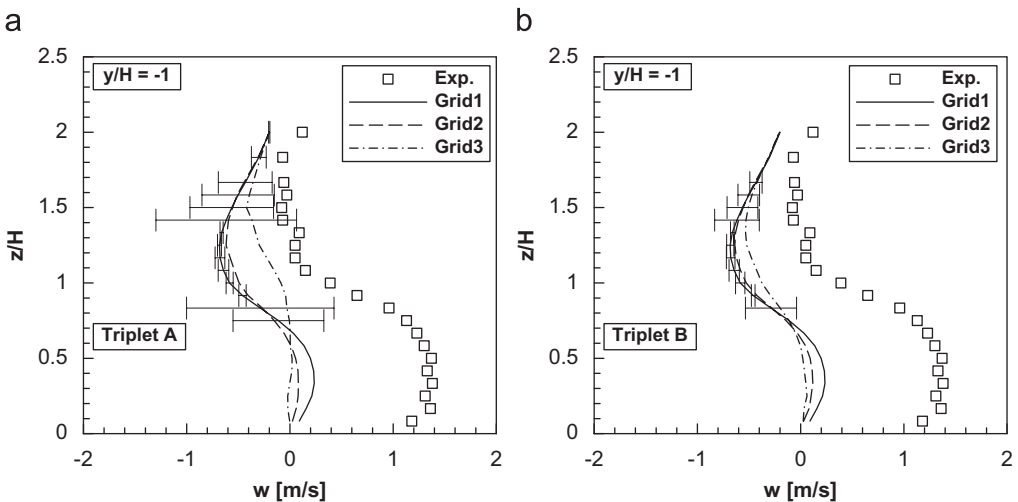 a
y/H = -1
Exp.
Grid1
Grid2
Grid3
Triplet A
2.5
2
1.5
1
0.5
0
z/H
-2
-1
0
1
2
w [m/s]
b
y/H = -1
Exp.
Grid1
Grid2
Grid3
Triplet B
2.5
2
1.5
1
0.5
0
z/H
-2
-1
0
1
2
w [m/s]